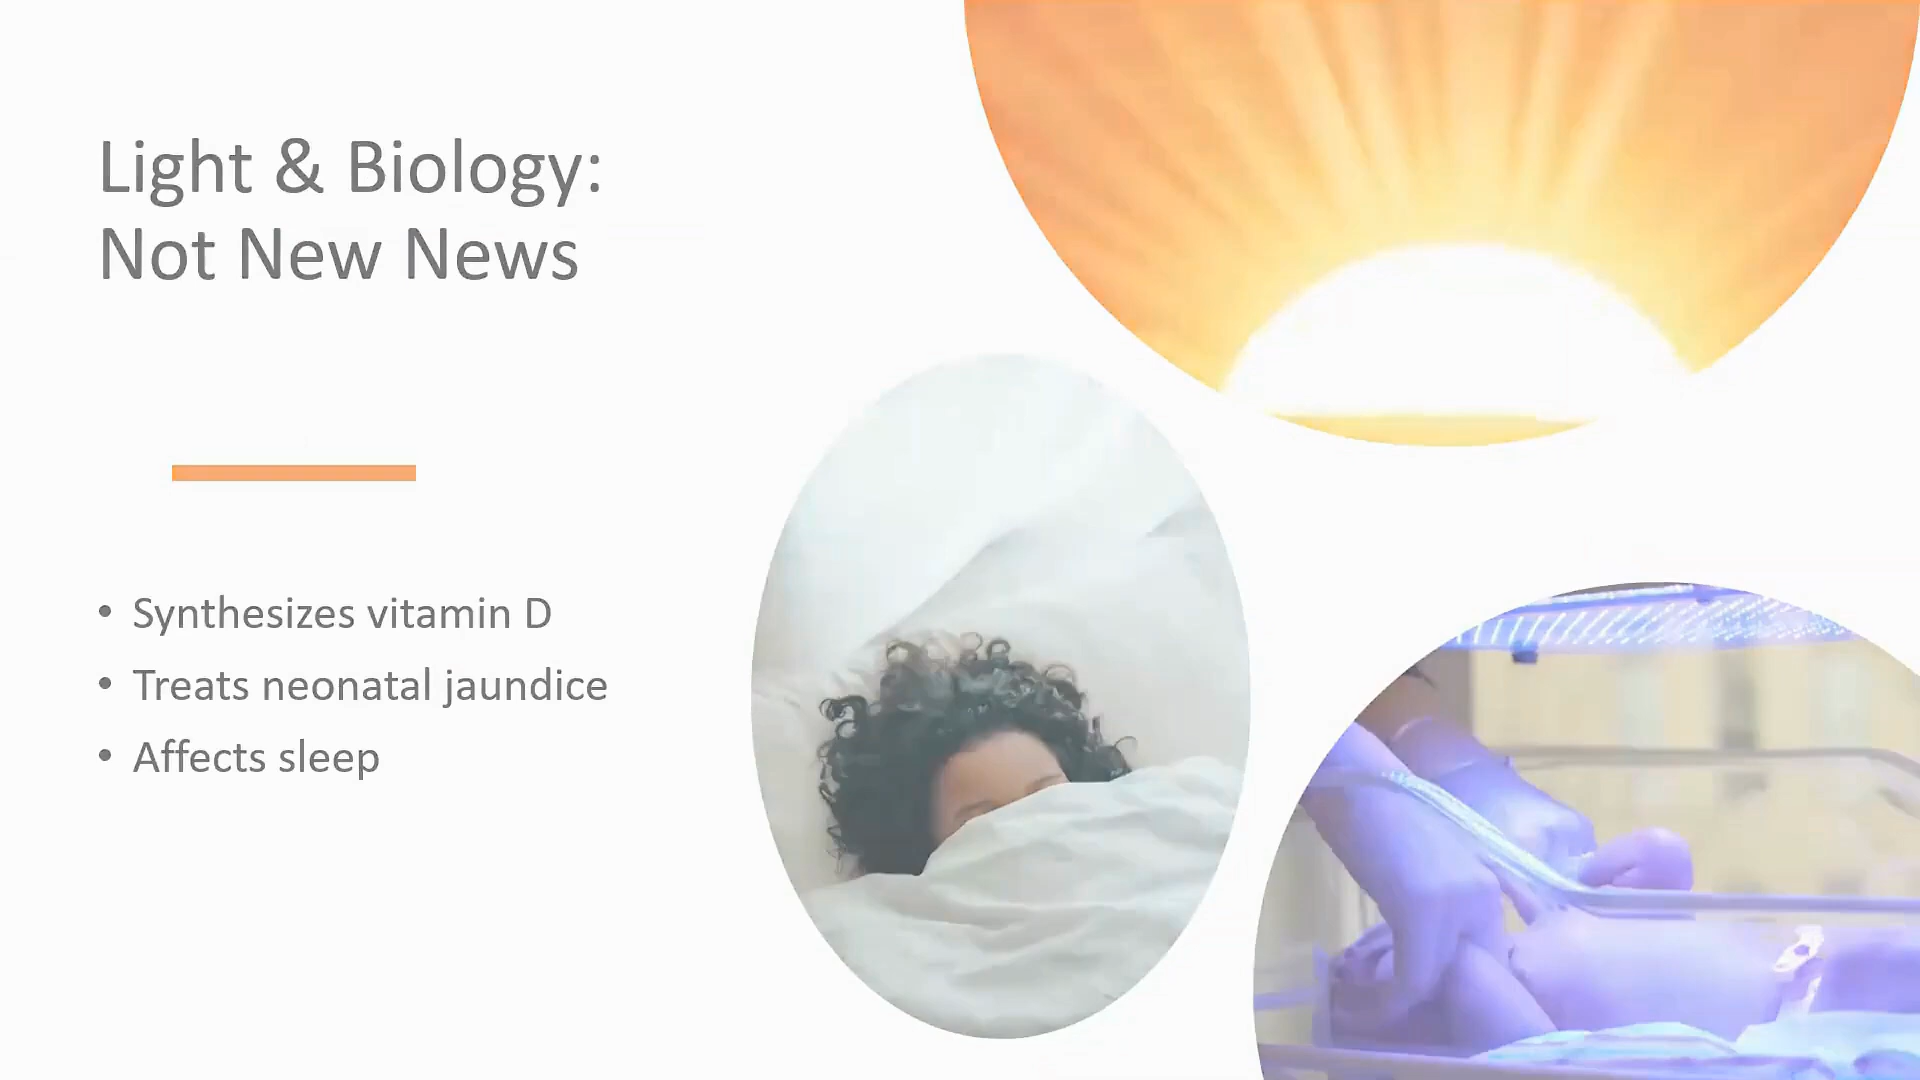 Light & Biology:
Not New News
• Synthesizes vitamin D
• Treats neonatal jaundice
• Affects sleep